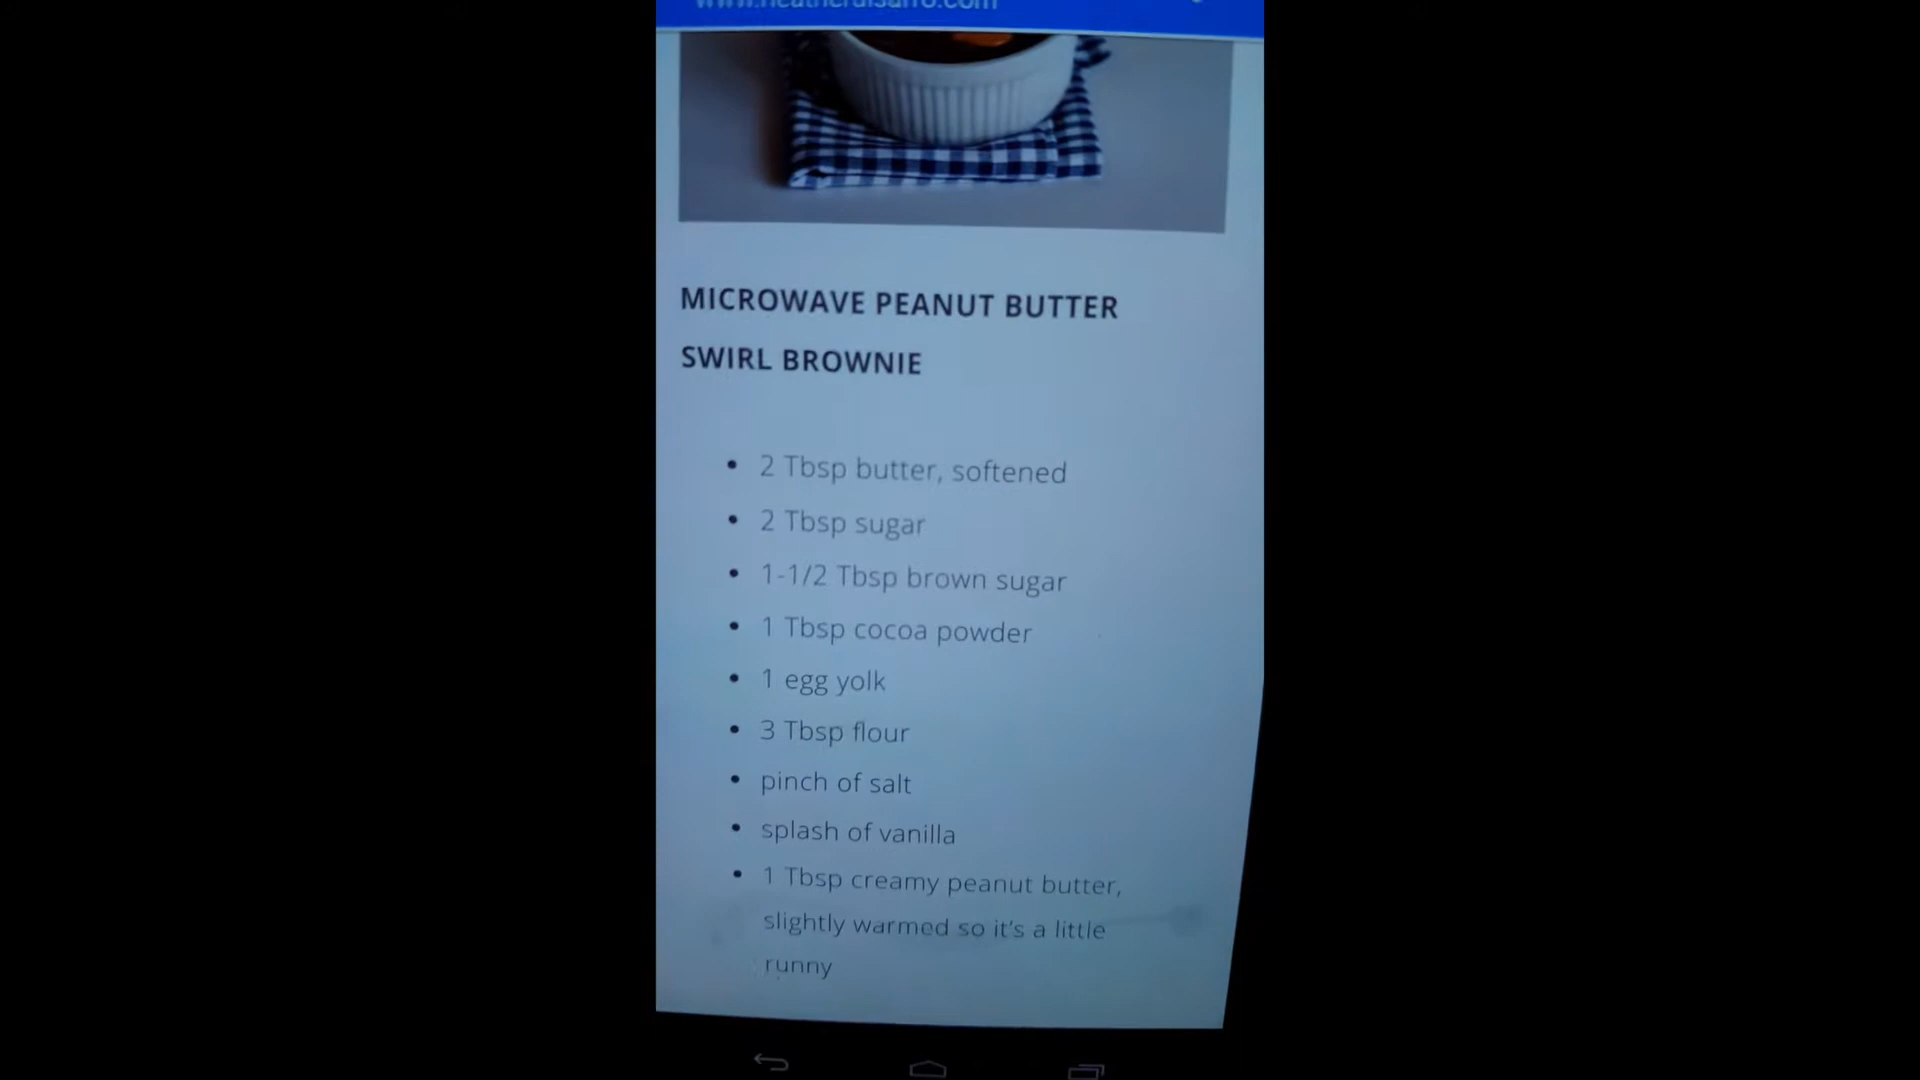 MICROWAVE PEANUT BUTTER
SWIRL BROWNIE
• 2 Tbsp butter, softened
• 2 Tbsp sugar
• 1-1/2 Tbsp brown sugar
• 1 Tbsp cocoa powder
• 1 egg yolk
• 3 Tbsp flour
• pinch of salt
• splash of vanilla
• 1 Tbsp creamy peanut butter,
slightly warmed so it's a little
runny